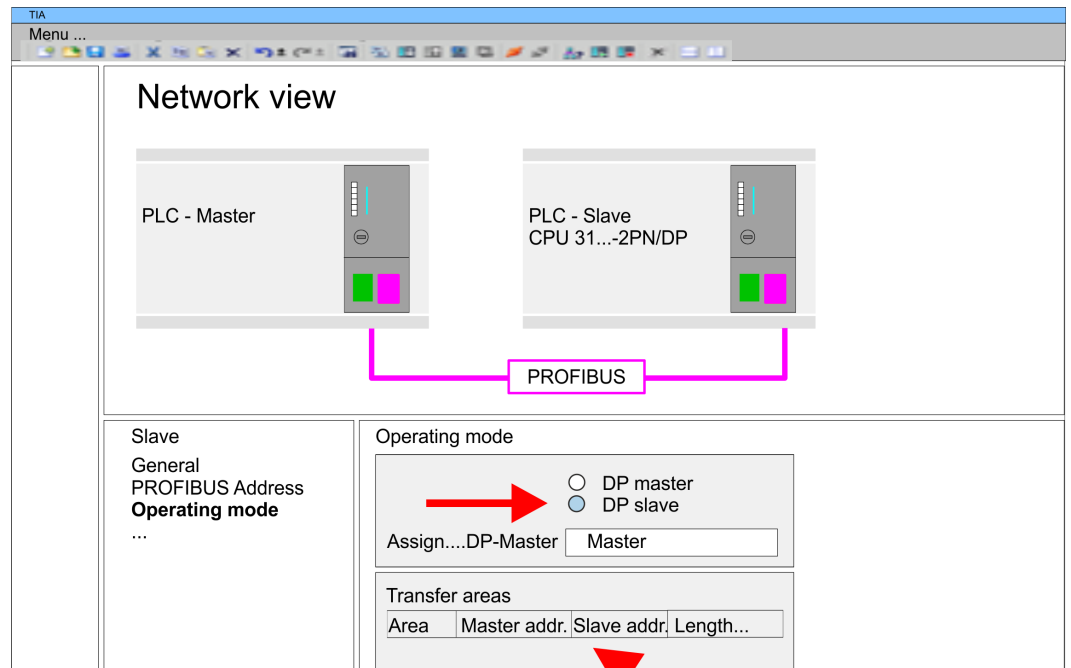 TIA
Menu ...
Network view
PLC - Master
PLC - Slave
CPU 31...-2PN/DP
PROFIBUS
Slave
General
PROFIBUS Address
Operating mode
...
Operating mode
DP master
DP slave
Assign....DP-Master Master
Transfer areas
Area Master addr. Slave addr. Length...